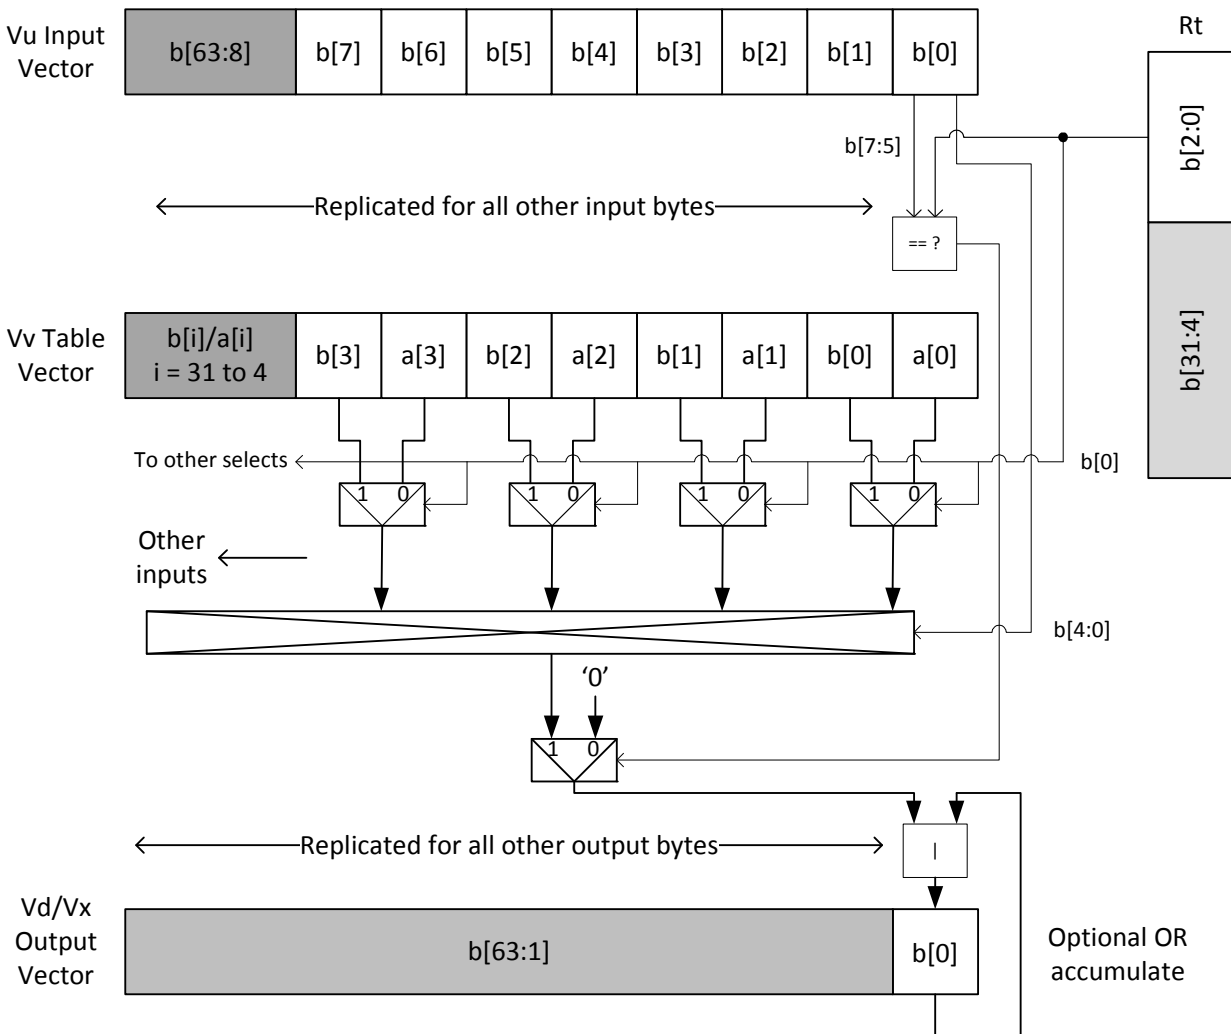 Vu Input
Vector
b[63:8]
b[7]
b[6]
b[5]
b[4]
b[3]
b[2]
b[1]
b[0]
Rt
b[2:0]
b[31:4]
b[7:5]
Replicated for all other input bytes
== ?
Vv Table
Vector
b[i]/a[i]
i = 31 to 4
b[3]
a[3]
b[2]
a[2]
b[1]
a[1]
b[0]
a[0]
To other selects
b[0]
1 0
1 0
1 0
1 0
Other
inputs
b[4:0]
‘0’
1 0
Replicated for all other output bytes
|
Vd/Vx
Output
Vector
b[63:1]
b[0]
Optional OR
accumulate